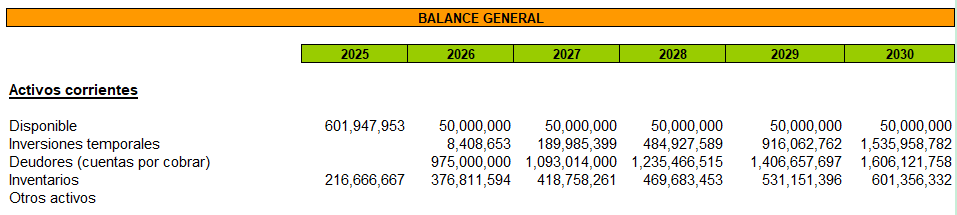 BALANCE GENERAL
2025 2026 2027 2028 2029 2030
Activos corrientes
Disponible 601,947,953 50,000,000 50,000,000 50,000,000 50,000,000 50,000,000
Inversiones temporales 8,408,653 189,985,399 484,927,589 916,062,762 1,535,958,782
Deudores (cuentas por cobrar) 975,000,000 1,093,014,000 1,235,466,515 1,406,657,697 1,606,121,758
Inventarios 216,666,667 376,811,594 418,758,261 469,683,453 531,151,396 601,356,332
Otros activos